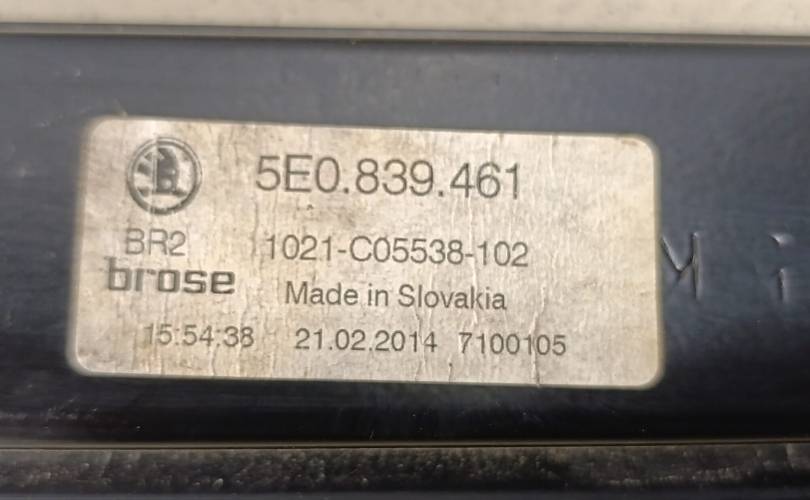 5E0.839.461
BR2 1021-C05538-102
brose Made in Slovakia
15:54:38 21.02.2014 7100105